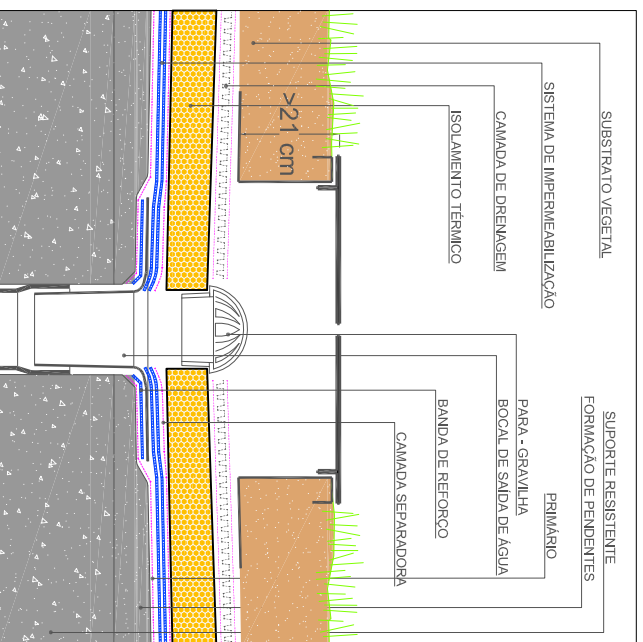 SUBSTRATO VEGETAL
SISTEMA DE IMPERMEABILIZAÇÃO
CAMADA DE DRENAGEM
ISOLAMENTO TÉRMICO
>21 cm
SUPORTE RESISTENTE
FORMAÇÃO DE PENDENTES
PRIMÁRIO
PARA - GRAVILHA
BOCAL DE SAÍDA DE ÁGUA
BANDA DE REFORÇO
CAMADA SEPARADORA